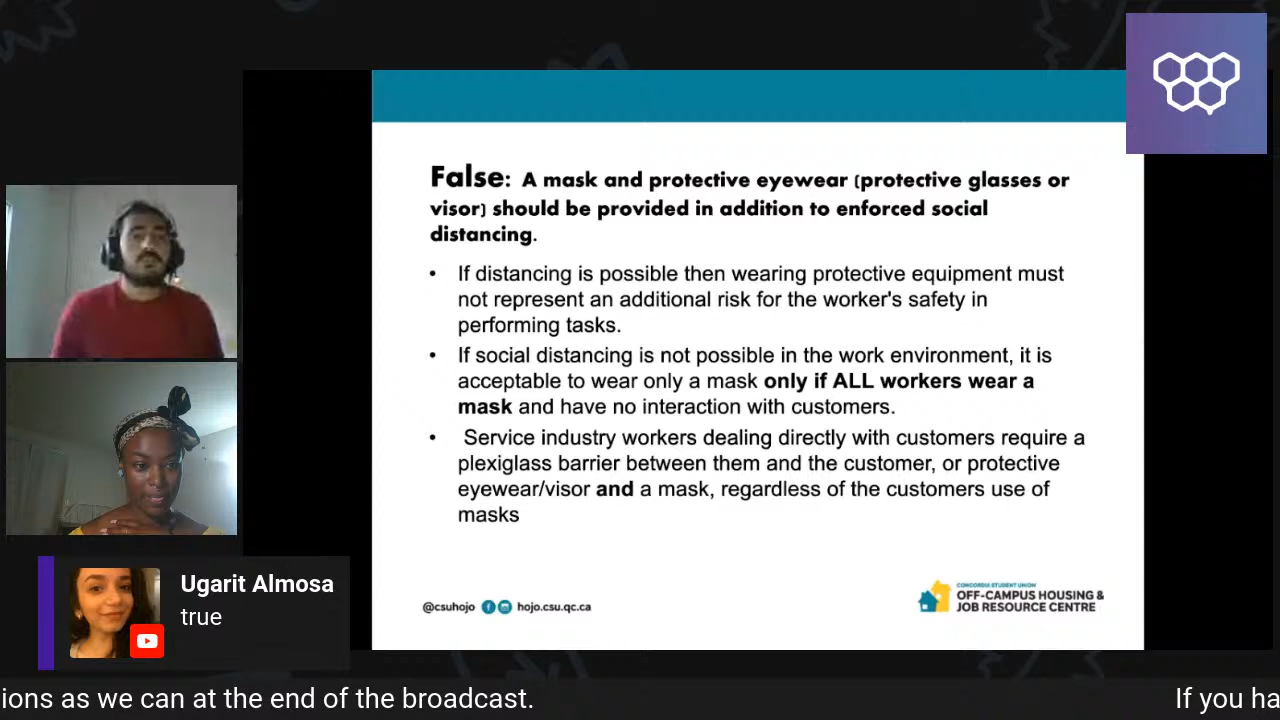 False: A mask and protective eyewear (protective glasses or
visor) should be provided in addition to enforced social
distancing.
• If distancing is possible then wearing protective equipment must
not represent an additional risk for the worker's safety in
performing tasks.
• If social distancing is not possible in the work environment, it is
acceptable to wear only a mask only if ALL workers wear a
mask and have no interaction with customers.
• Service industry workers dealing directly with customers require a
plexiglass barrier between them and the customer, or protective
eyewear/visor and a mask, regardless of the customers use of
masks
@csuhojo hojo.csu.qc.ca
CONCORDIA STUDENT UNION
OFF-CAMPUS HOUSING &
JOB RESOURCE CENTRE
Ugarit Almosa
true
ions as we can at the end of the broadcast. If you ha